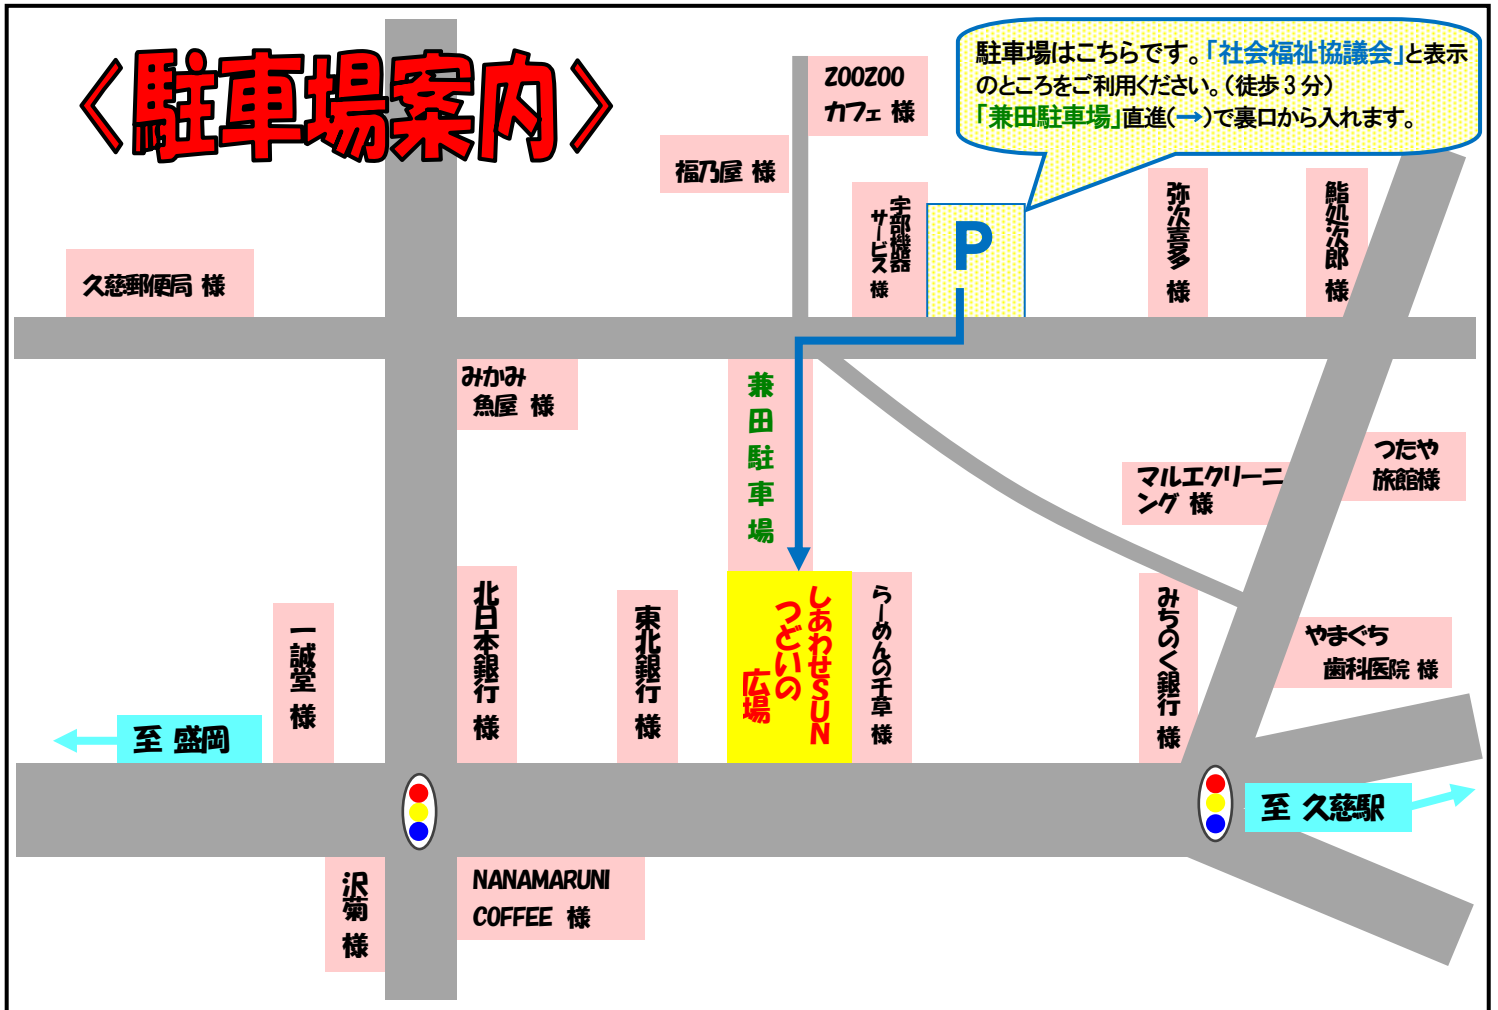 〈駐車場案内〉
駐車場はこちらです。「社会福祉協議会」と表示
のところをご利用ください。(徒歩3分)
「兼田駐車場」直進(→)で裏口から入れます。
ZOOZOO
カフェ 様
福乃屋 様
宇部機器
サービス 様
P
弥次喜多 様
鮨処次郎 様
久慈郵便局 様
みかみ
魚屋 様
兼田駐車場
つたや
旅館様
マルエクリーニ
ング 様
一誠堂 様
北日本銀行 様
東北銀行 様
しあわせSUN
つどいの
広場
らーめんの千草 様
みちのく銀行 様
やまぐち
歯科医院 様
至 盛岡
至 久慈駅
沢菊 様
NANAMARUNI
COFFEE 様